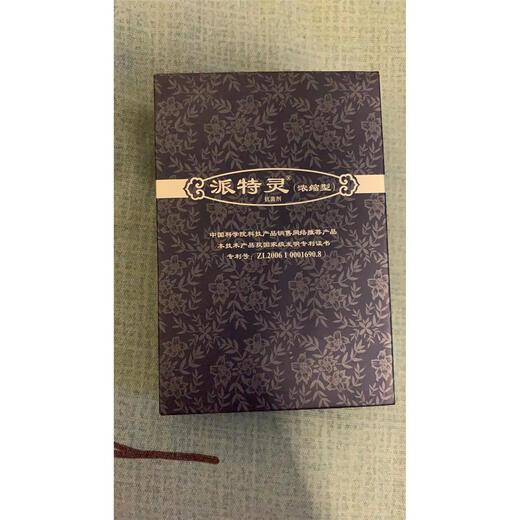 派特灵®（浓缩型）
抗菌剂
中国科学院科技产品销售网络推荐产品
本技术产品获国家级发明专利证书
（专利号：ZL2006 1 0001690.8）